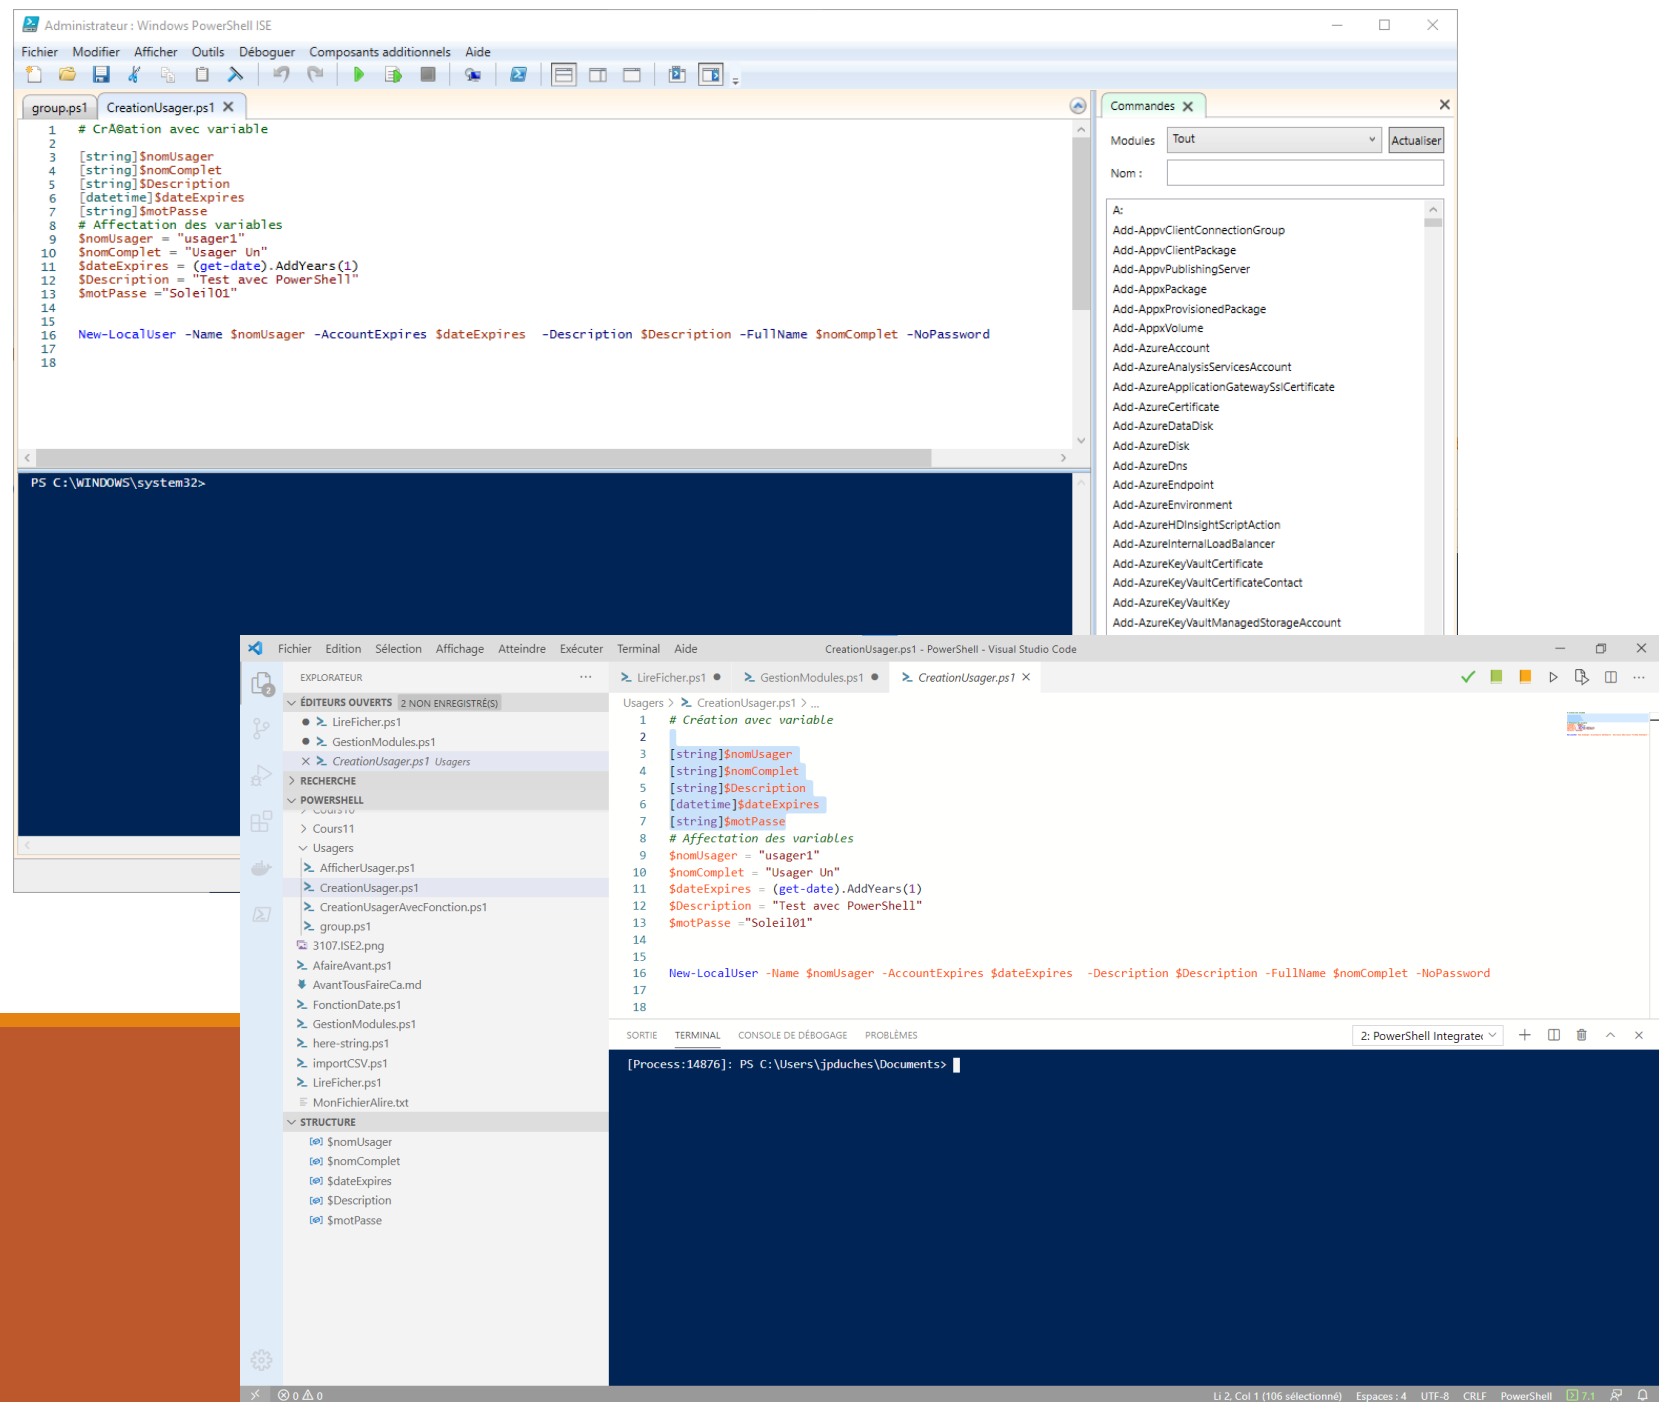 Administrateur : Windows PowerShell ISE
Fichier Modifier Afficher Outils Déboguer Composants additionnels Aide
group.ps1 CreationUsager.ps1
1 # CrÃ©ation avec variable
2
3 [string]$nomUsager
4 [string]$nomComplet
5 [string]$Description
6 [datetime]$dateExpires
7 [string]$motPasse
8 # Affectation des variables
9 $nomUsager = "usager1"
10 $nomComplet = "Usager Un"
11 $dateExpires = (get-date).AddYears(1)
12 $Description = "Test avec PowerShell"
13 $motPasse ="Soleil01"
14
15
16 New-LocalUser -Name $nomUsager -AccountExpires $dateExpires  -Description $Description -FullName $nomComplet -NoPassword
17
18
PS C:\WINDOWS\system32>
Commandes
Modules Tout Actualiser
Nom :
A:
Add-AppvClientConnectionGroup
Add-AppvClientPackage
Add-AppvPublishingServer
Add-AppxPackage
Add-AppxProvisionedPackage
Add-AppxVolume
Add-AzureAccount
Add-AzureAnalysisServicesAccount
Add-AzureApplicationGatewaySslCertificate
Add-AzureCertificate
Add-AzureDataDisk
Add-AzureDisk
Add-AzureDns
Add-AzureEndpoint
Add-AzureEnvironment
Add-AzureHDInsightScriptAction
Add-AzureInternalLoadBalancer
Add-AzureKeyVaultCertificate
Add-AzureKeyVaultCertificateContact
Add-AzureKeyVaultKey
Add-AzureKeyVaultManagedStorageAccount
Fichier Edition Sélection Affichage Atteindre Exécuter Terminal Aide CreationUsager.ps1 - PowerShell - Visual Studio Code
2
EXPLORATEUR ...
ÉDITEURS OUVERTS 2 NON ENREGISTRÉ(S)
LireFicher.ps1
GestionModules.ps1
CreationUsager.ps1 Usagers
RECHERCHE
POWERSHELL
Cours10
Cours11
Usagers
AfficherUsager.ps1
CreationUsager.ps1
CreationUsagerAvecFonction.ps1
group.ps1
3107.ISE2.png
AfaireAvant.ps1
AvantTousFaireCa.md
FonctionDate.ps1
GestionModules.ps1
here-string.ps1
importCSV.ps1
LireFicher.ps1
MonFichierAlire.txt
STRUCTURE
$nomUsager
$nomComplet
$dateExpires
$Description
$motPasse
LireFicher.ps1 GestionModules.ps1 CreationUsager.ps1
Usagers > CreationUsager.ps1 > ...
1 # Création avec variable
2
3 [string]$nomUsager
4 [string]$nomComplet
5 [string]$Description
6 [datetime]$dateExpires
7 [string]$motPasse
8 # Affectation des variables
9 $nomUsager = "usager1"
10 $nomComplet = "Usager Un"
11 $dateExpires = (get-date).AddYears(1)
12 $Description = "Test avec PowerShell"
13 $motPasse ="Soleil01"
14
15
16 New-LocalUser -Name $nomUsager -AccountExpires $dateExpires  -Description $Description -FullName $nomComplet -NoPassword
17
18
SORTIE TERMINAL CONSOLE DE DÉBOGAGE PROBLÈMES 2: PowerShell Integrate
[Process:14876]: PS C:\Users\jpduches\Documents>
0 0 Li 2, Col 1 (106 sélectionné) Espaces : 4 UTF-8 CRLF PowerShell 7.1